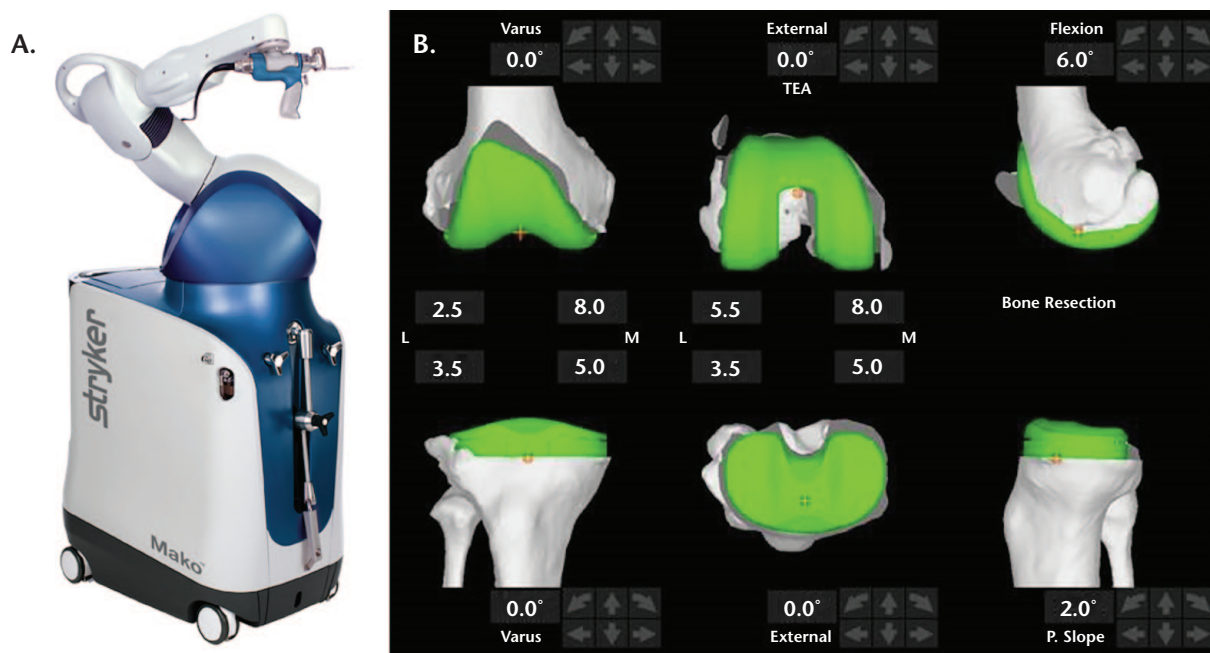 A.
stryker
Mako™
B.
Varus
0.0°
External
0.0°
TEA
Flexion
6.0°
2.5
8.0
5.5
8.0
Bone Resection
L
M
L
M
3.5
5.0
3.5
5.0
0.0°
Varus
0.0°
External
2.0°
P. Slope